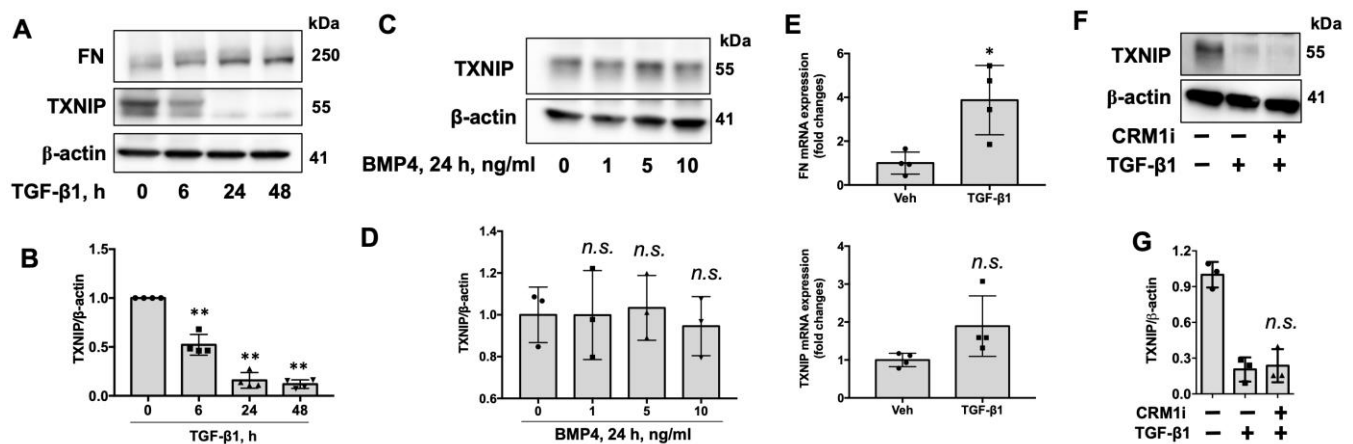 A
kDa
FN
250
TXNIP
55
β-actin
41
TGF-β1, h
0 6 24 48
B
TXNIP/β-actin
1.5
1.0
0.5
0.0
** ** **
0 6 24 48
TGF-β1, h
C
kDa
TXNIP
55
β-actin
41
BMP4, 24 h, ng/ml
0 1 5 10
D
TXNIP/β-actin
1.4
1.2
1.0
0.8
0.6
n.s. n.s. n.s.
0 1 5 10
BMP4, 24 h, ng/ml
E
FN mRNA expression
(fold changes)
8
6
4
2
0
*
Veh TGF-β1
TXNIP mRNA expression
(fold changes)
4
3
2
1
0
n.s.
Veh TGF-β1
F
kDa
TXNIP
55
β-actin
41
CRM1i − − +
TGF-β1 − + +
G
TXNIP/β-actin
1.2
0.9
0.6
0.3
0.0
n.s.
CRM1i − − +
TGF-β1 − + +